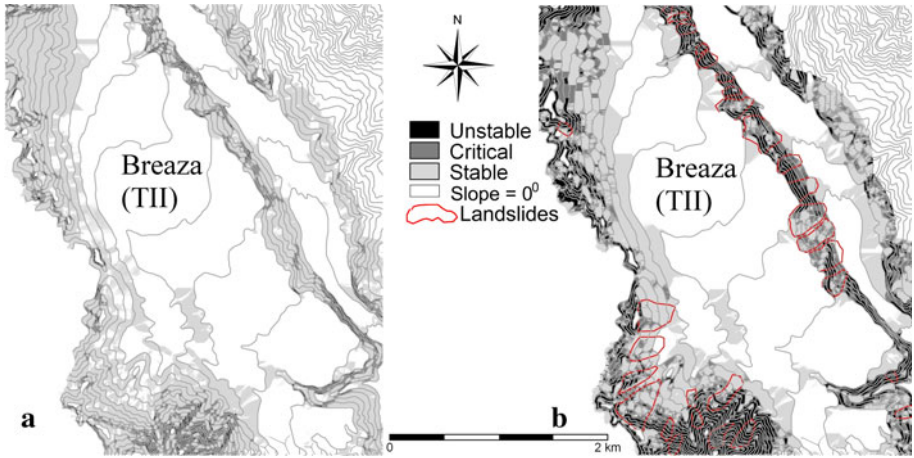 N
Breaza
(TII)
Unstable
Critical
Stable
Slope = 0⁰
Landslides
Breaza
(TII)
a
b
0
2 km